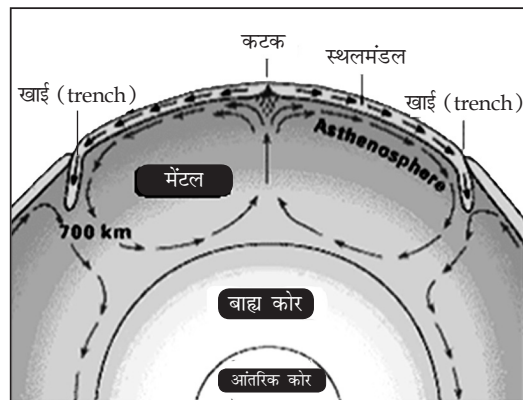 कटक
स्थलमंडल
खाई (trench)
खाई (trench)
Asthenosphere
मेंटल
700 km
बाह्य कोर
आंतरिक कोर